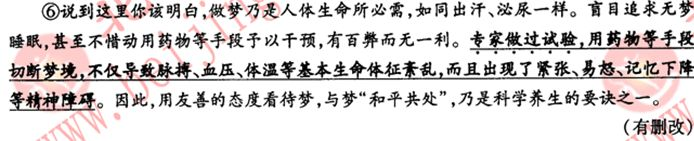 ⑥说到这里你该明白,做梦乃是人体生命所必需,如同出汗、泌尿一样。盲目追求无梦
睡眠,甚至不惜动用药物等手段予以干预,有百弊而无一利。专家做过试验,用药物等手段
切断梦境,不仅导致脉搏、血压、体温等基本生命体征紊乱,而且出现了紧张、易怒、记忆下降
等精神障碍。因此,用友善的态度看待梦,与梦“和平共处”,乃是科学养生的要诀之一。
(有删改)